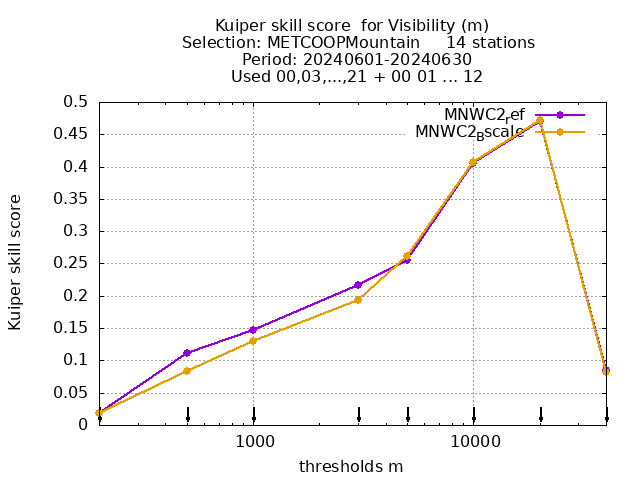 Kuiper skill score  for Visibility (m)
Selection: METCOOPMountain     14 stations
Period: 20240601-20240630
Used 00,03,...,21 + 00 01 ... 12
MNWC2ref
MNWC2Bscale
0.5
0.45
0.4
0.35
0.3
0.25
0.2
0.15
0.1
0.05
0
Kuiper skill score
1000 10000
thresholds m